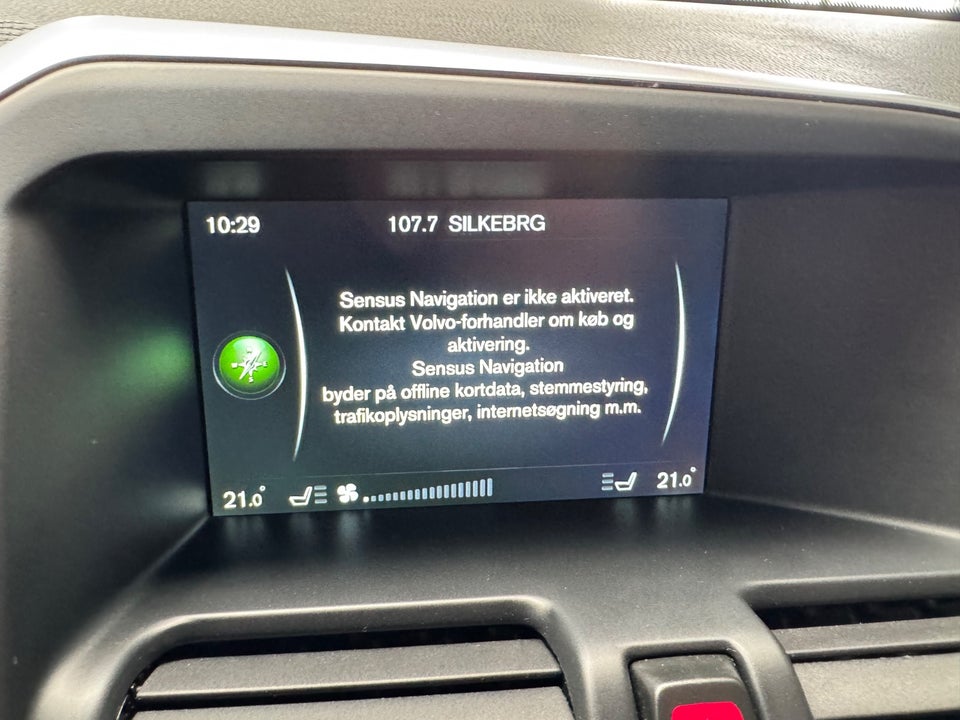 10:29 107.7 SILKEBRG
Sensus Navigation er ikke aktiveret.
Kontakt Volvo-forhandler om køb og
aktivering.
Sensus Navigation
byder på offline kortdata, stemmestyring,
trafikoplysninger, internetsøgning m.m.
21.0° 21.0°